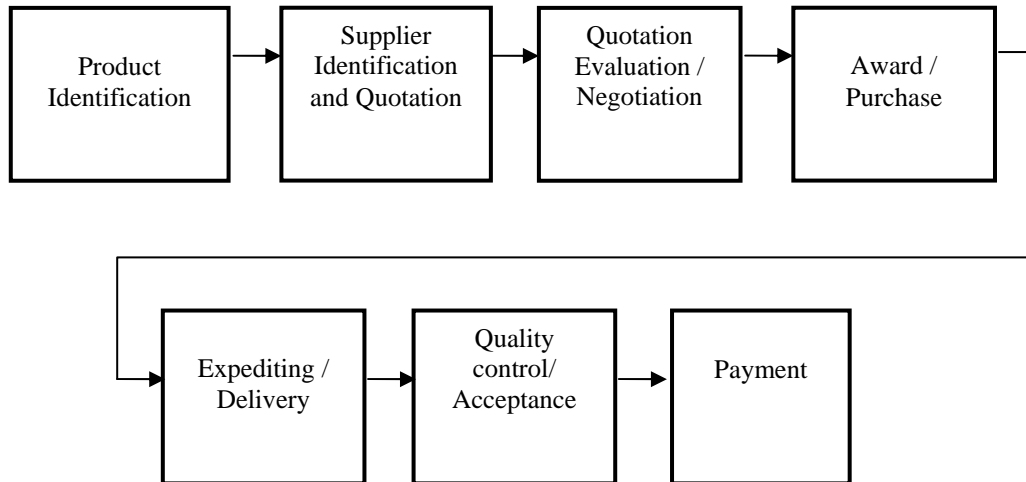 Product
Identification
Supplier
Identification
and Quotation
Quotation
Evaluation /
Negotiation
Award /
Purchase
Expediting /
Delivery
Quality
control/
Acceptance
Payment